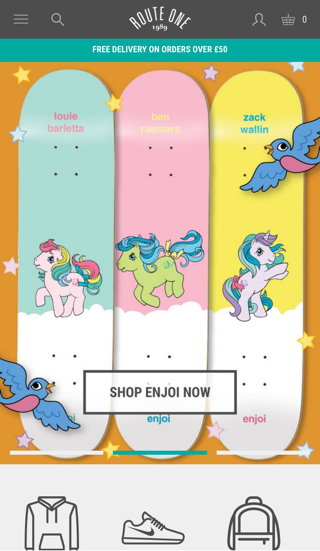 ROUTE ONE
1989
0
FREE DELIVERY ON ORDERS OVER £50
louie
barletta
ben
raemers
zack
wallin
SHOP ENJOI NOW
enjoi
enjoi